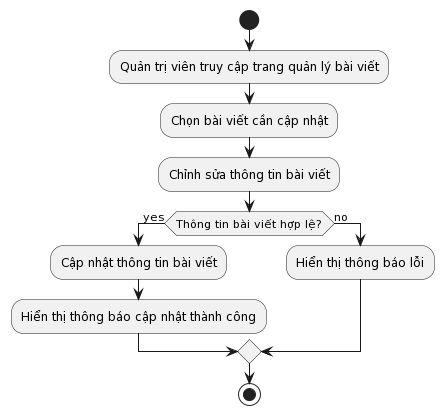 Quản trị viên truy cập trang quản lý bài viết
Chọn bài viết cần cập nhật
Chỉnh sửa thông tin bài viết
yes
Thông tin bài viết hợp lệ?
no
Cập nhật thông tin bài viết
Hiển thị thông báo lỗi
Hiển thị thông báo cập nhật thành công